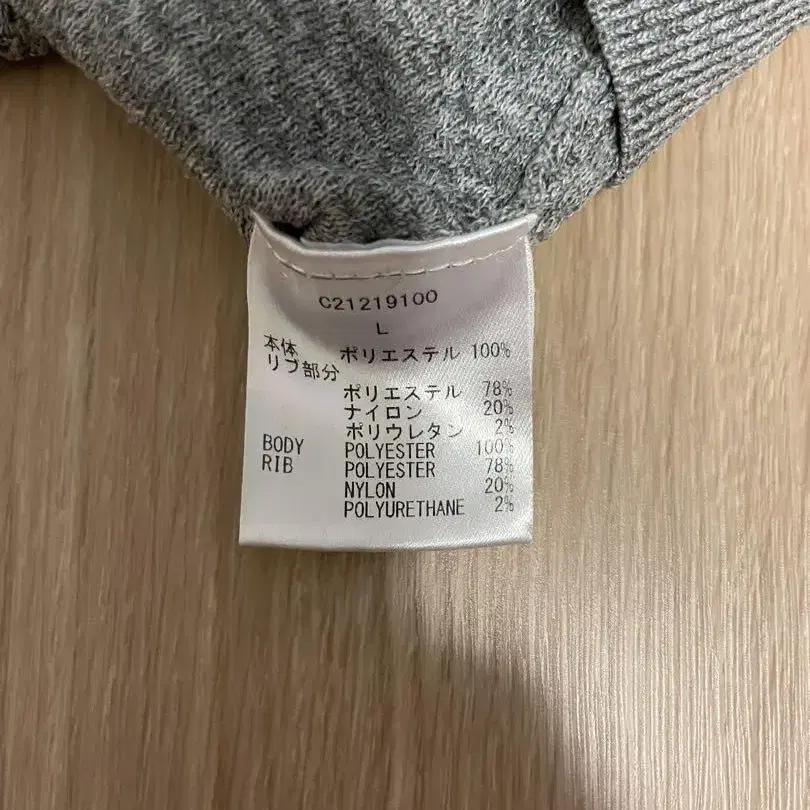 C21219100
L
本体 ポリエステル 100%
リブ部分
ポリエステル 78%
ナイロン 20%
ポリウレタン 2%
BODY POLYESTER 100%
RIB POLYESTER 78%
NYLON 20%
POLYURETHANE 2%